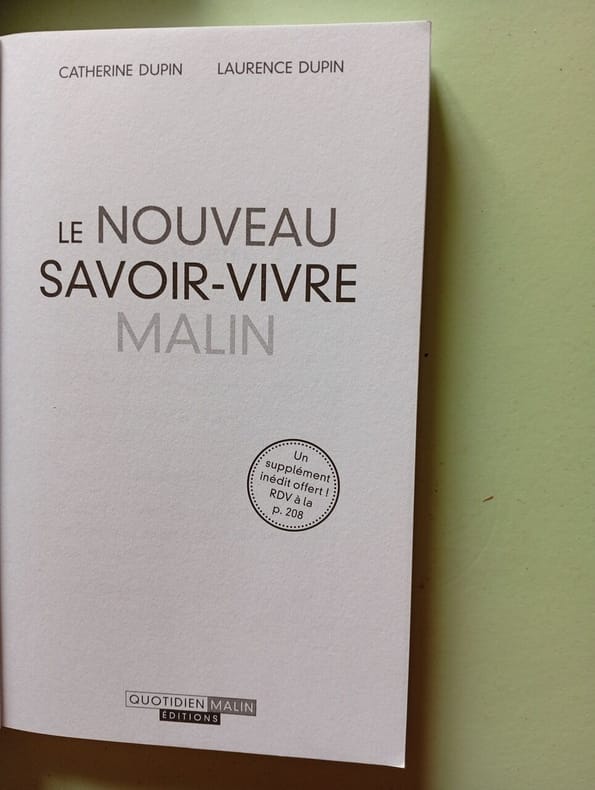 CATHERINE DUPIN LAURENCE DUPIN
LE NOUVEAU
SAVOIR-VIVRE
MALIN
Un
supplément
inédit offert !
RDV à la
p. 208
QUOTIDIEN MALIN
ÉDITIONS